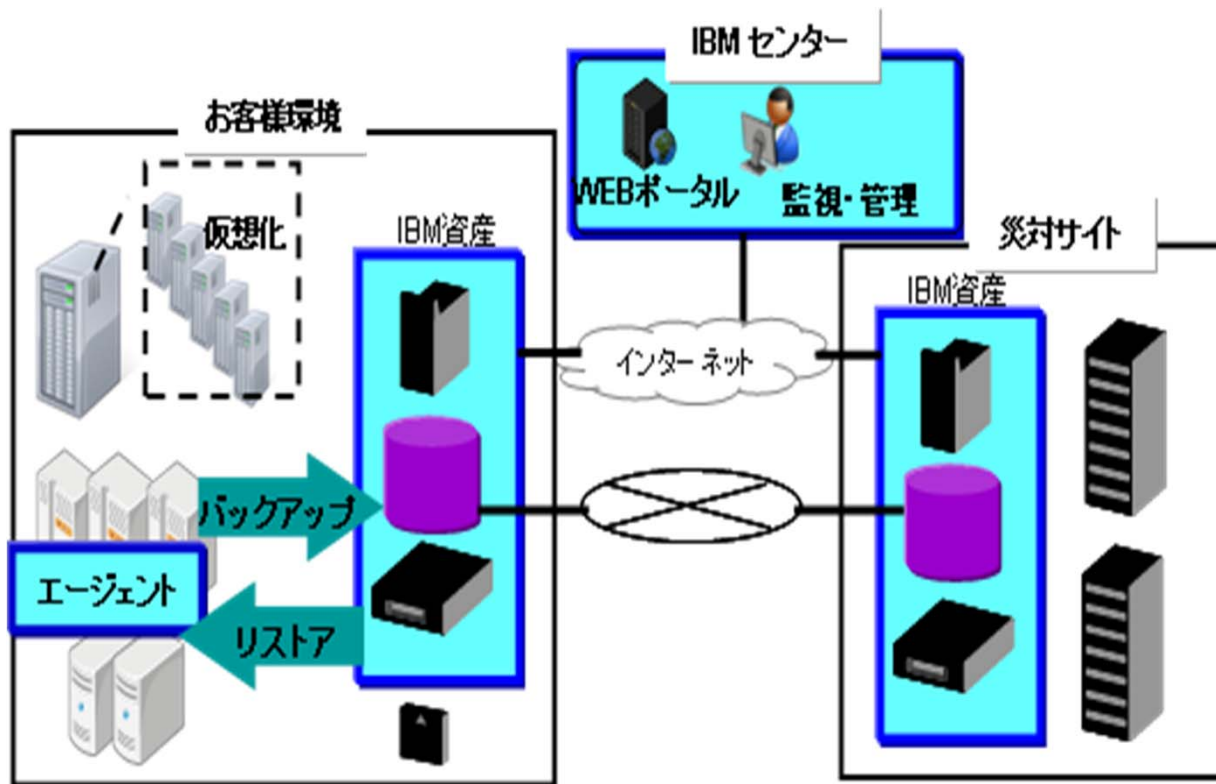 IBM センター
WEBポータル
監視・管理
お客様環境
仮想化
IBM資産
バックアップ
エージェント
リストア
インターネット
災対サイト
IBM資産